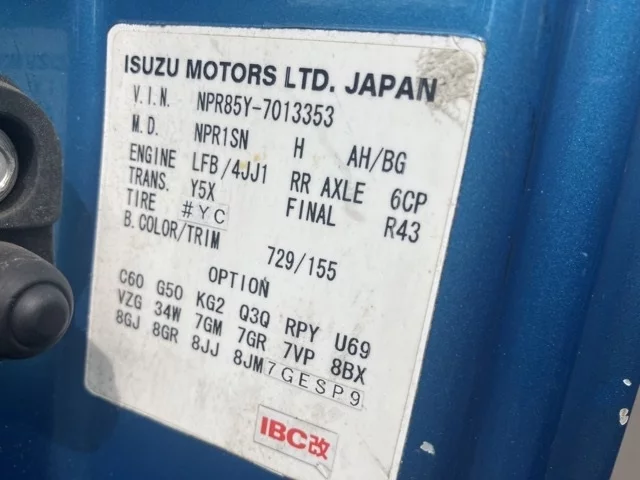 ISUZU MOTORS LTD. JAPAN
V.I.N. NPR85Y-7013353
M.D. NPR1SN H AH/BG
ENGINE LFB/4JJ1 RR AXLE 6CP
TRANS. Y5X FINAL R43
TIRE #YC
B.COLOR/TRIM 729/155
OPTION
C60 G50 KG2 Q3Q RPY U69
VZG 34W 7GM 7GR 7VP 8BX
8GJ 8GR 8JJ 8JM 7GESP9
IBC改